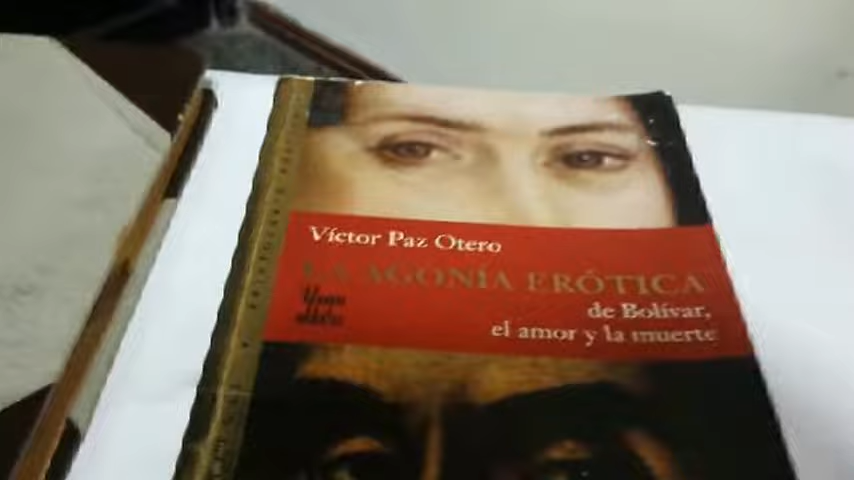 Víctor Paz Otero
LA AGONÍA ERÓTICA
de Bolívar,
el amor y la muerte